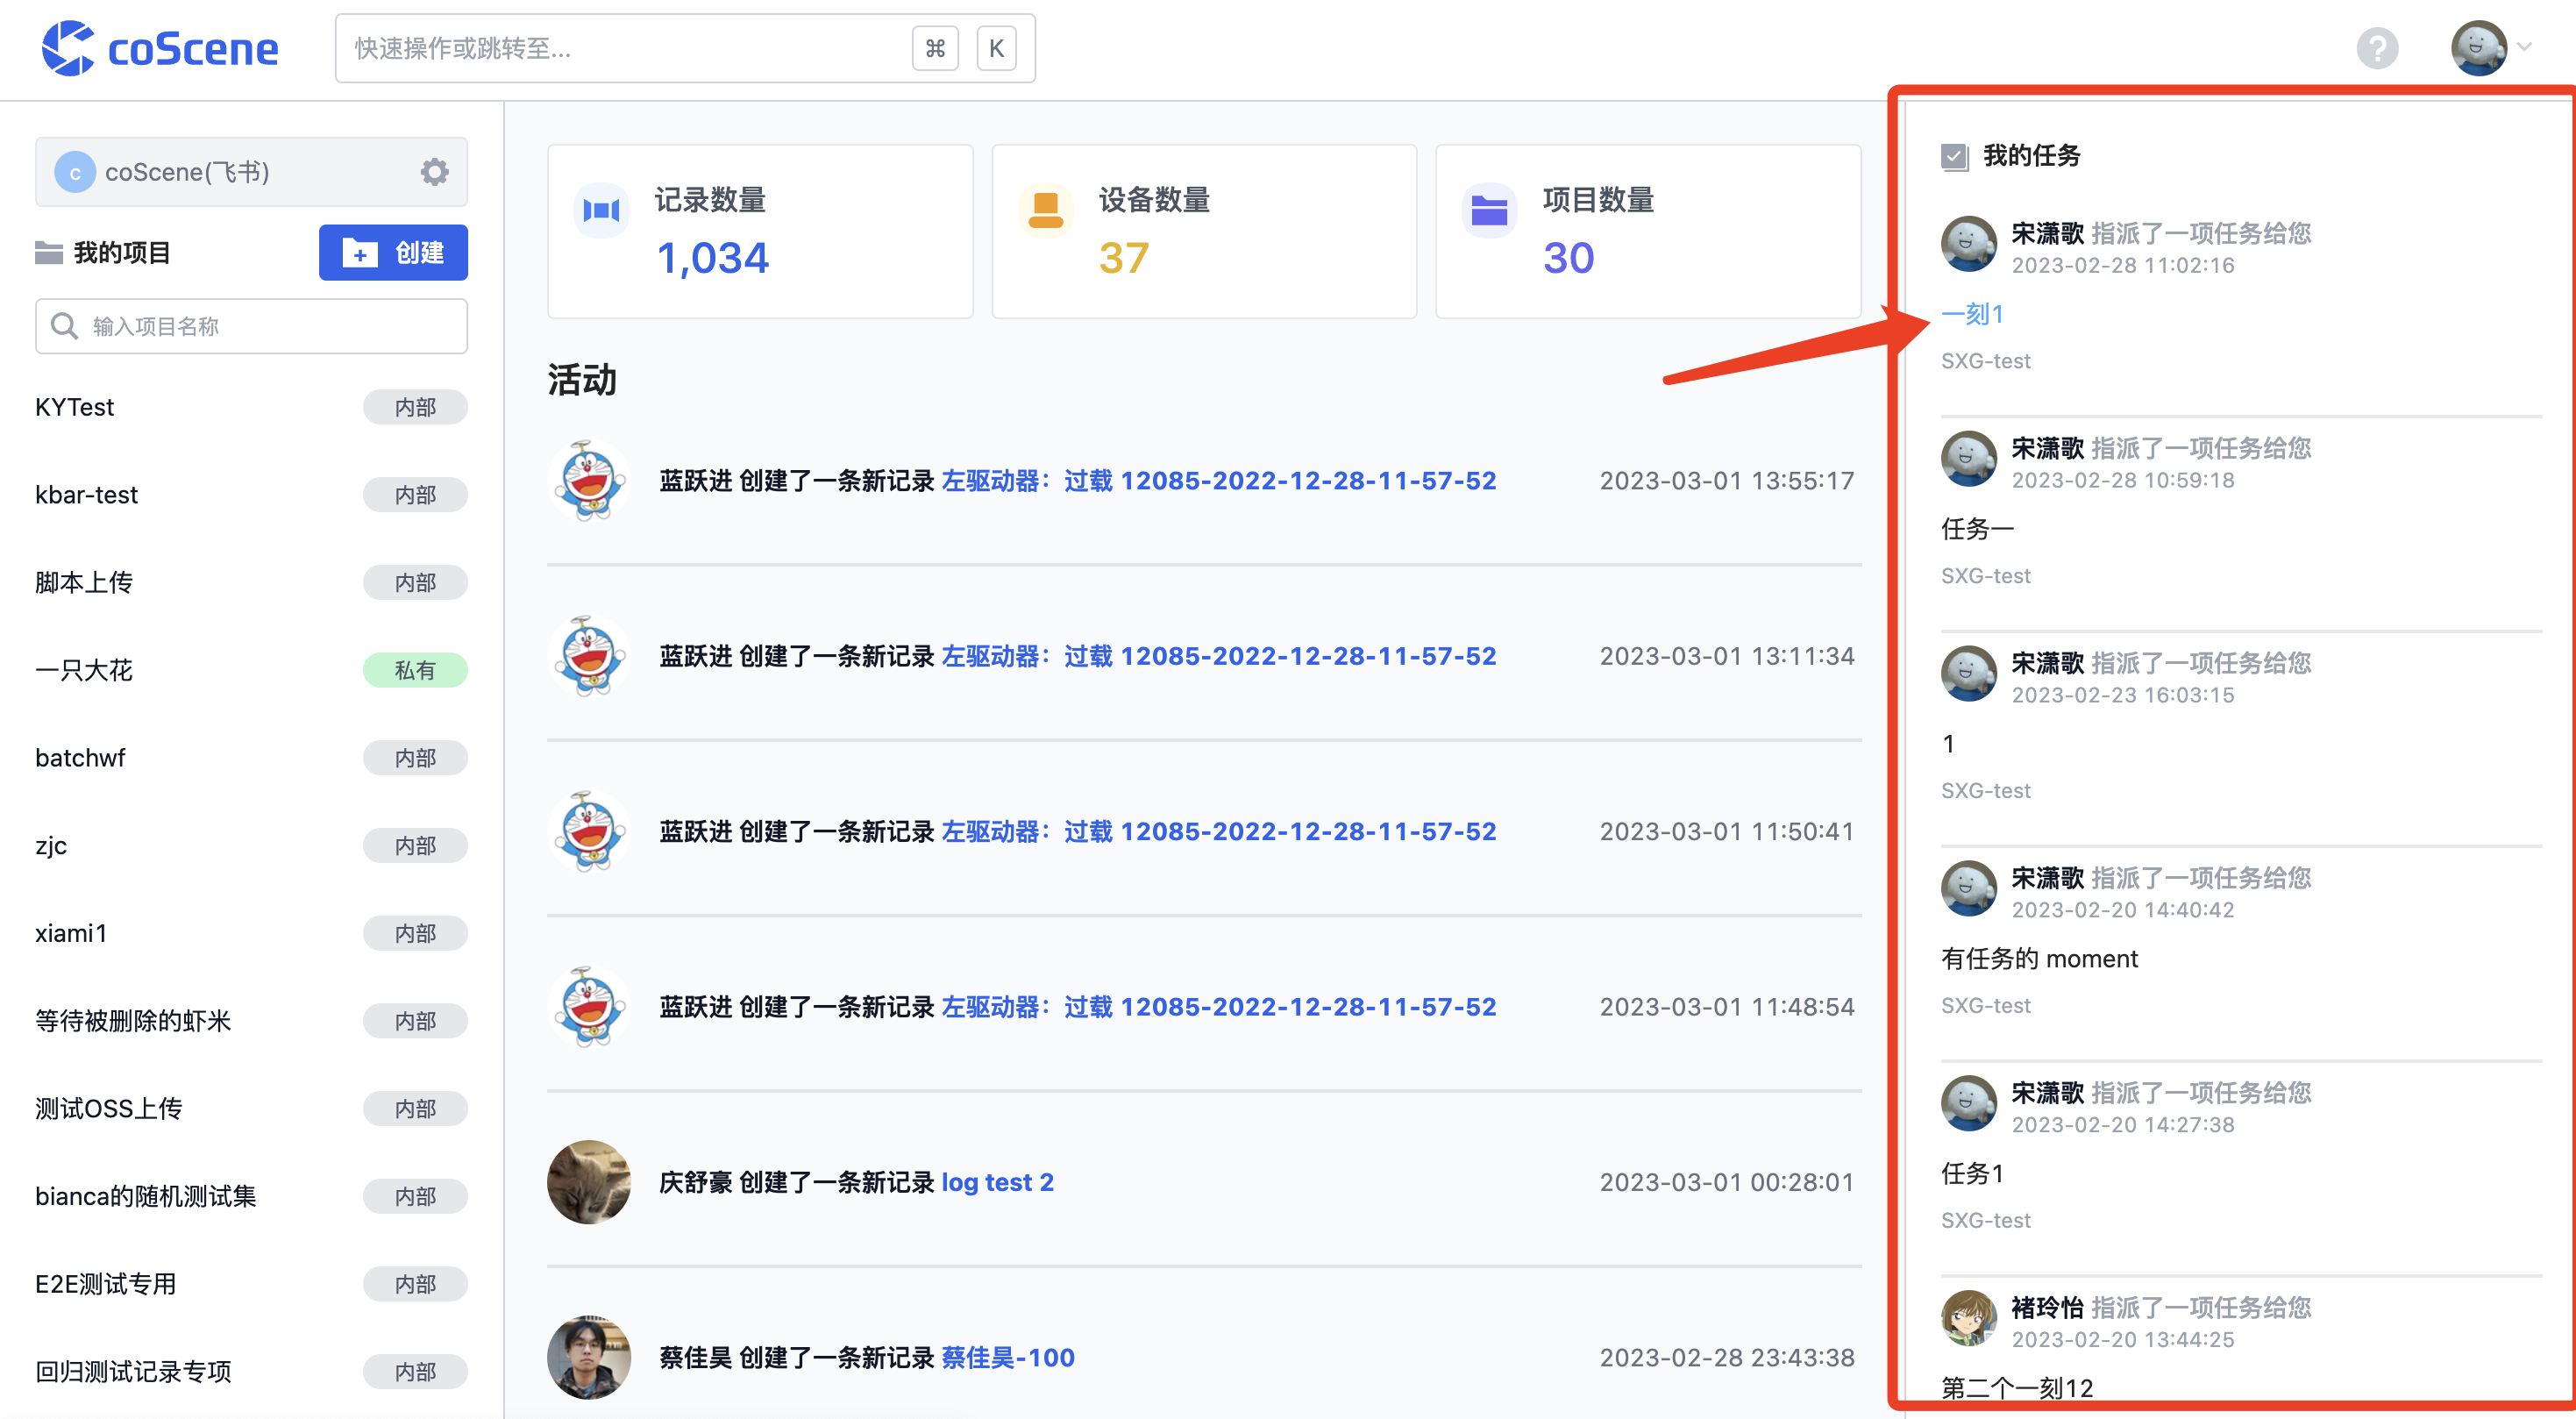 coScene
快速操作或跳转至...
⌘ K
?
c coScene(飞书)
我的项目
创建
输入项目名称
KYTest 内部
kbar-test 内部
脚本上传 内部
一只大花 私有
batchwf 内部
zjc 内部
xiami1 内部
等待被删除的虾米 内部
测试OSS上传 内部
bianca的随机测试集 内部
E2E测试专用 内部
回归测试记录专项 内部
记录数量
1,034
设备数量
37
项目数量
30
活动
蓝跃进 创建了一条新记录 左驱动器：过载 12085-2022-12-28-11-57-52 2023-03-01 13:55:17
蓝跃进 创建了一条新记录 左驱动器：过载 12085-2022-12-28-11-57-52 2023-03-01 13:11:34
蓝跃进 创建了一条新记录 左驱动器：过载 12085-2022-12-28-11-57-52 2023-03-01 11:50:41
蓝跃进 创建了一条新记录 左驱动器：过载 12085-2022-12-28-11-57-52 2023-03-01 11:48:54
庆舒豪 创建了一条新记录 log test 2 2023-03-01 00:28:01
蔡佳昊 创建了一条新记录 蔡佳昊-100 2023-02-28 23:43:38
我的任务
宋潇歌 指派了一项任务给您
2023-02-28 11:02:16
一刻1
SXG-test
宋潇歌 指派了一项任务给您
2023-02-28 10:59:18
任务一
SXG-test
宋潇歌 指派了一项任务给您
2023-02-23 16:03:15
1
SXG-test
宋潇歌 指派了一项任务给您
2023-02-20 14:40:42
有任务的 moment
SXG-test
宋潇歌 指派了一项任务给您
2023-02-20 14:27:38
任务1
SXG-test
褚玲怡 指派了一项任务给您
2023-02-20 13:44:25
第二个一刻12